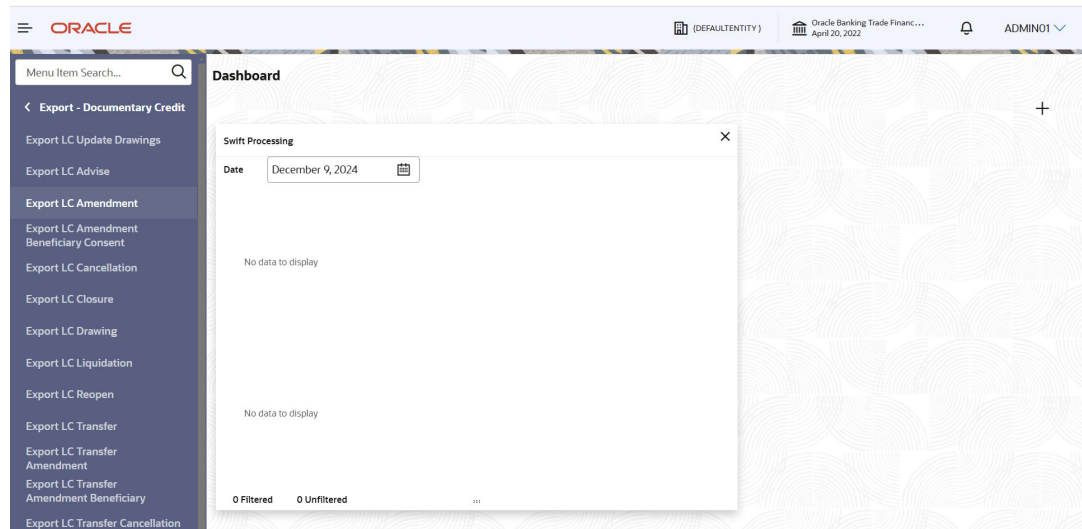 ORACLE
(DEFAULTENTITY )
Oracle Banking Trade Financ...
April 20, 2022
ADMIN01
Menu Item Search...
Export - Documentary Credit
Export LC Update Drawings
Export LC Advise
Export LC Amendment
Export LC Amendment
Beneficiary Consent
Export LC Cancellation
Export LC Closure
Export LC Drawing
Export LC Liquidation
Export LC Reopen
Export LC Transfer
Export LC Transfer
Amendment
Export LC Transfer
Amendment Beneficiary
Export LC Transfer Cancellation
Dashboard
Swift Processing
Date December 9, 2024
No data to display
No data to display
0 Filtered 0 Unfiltered